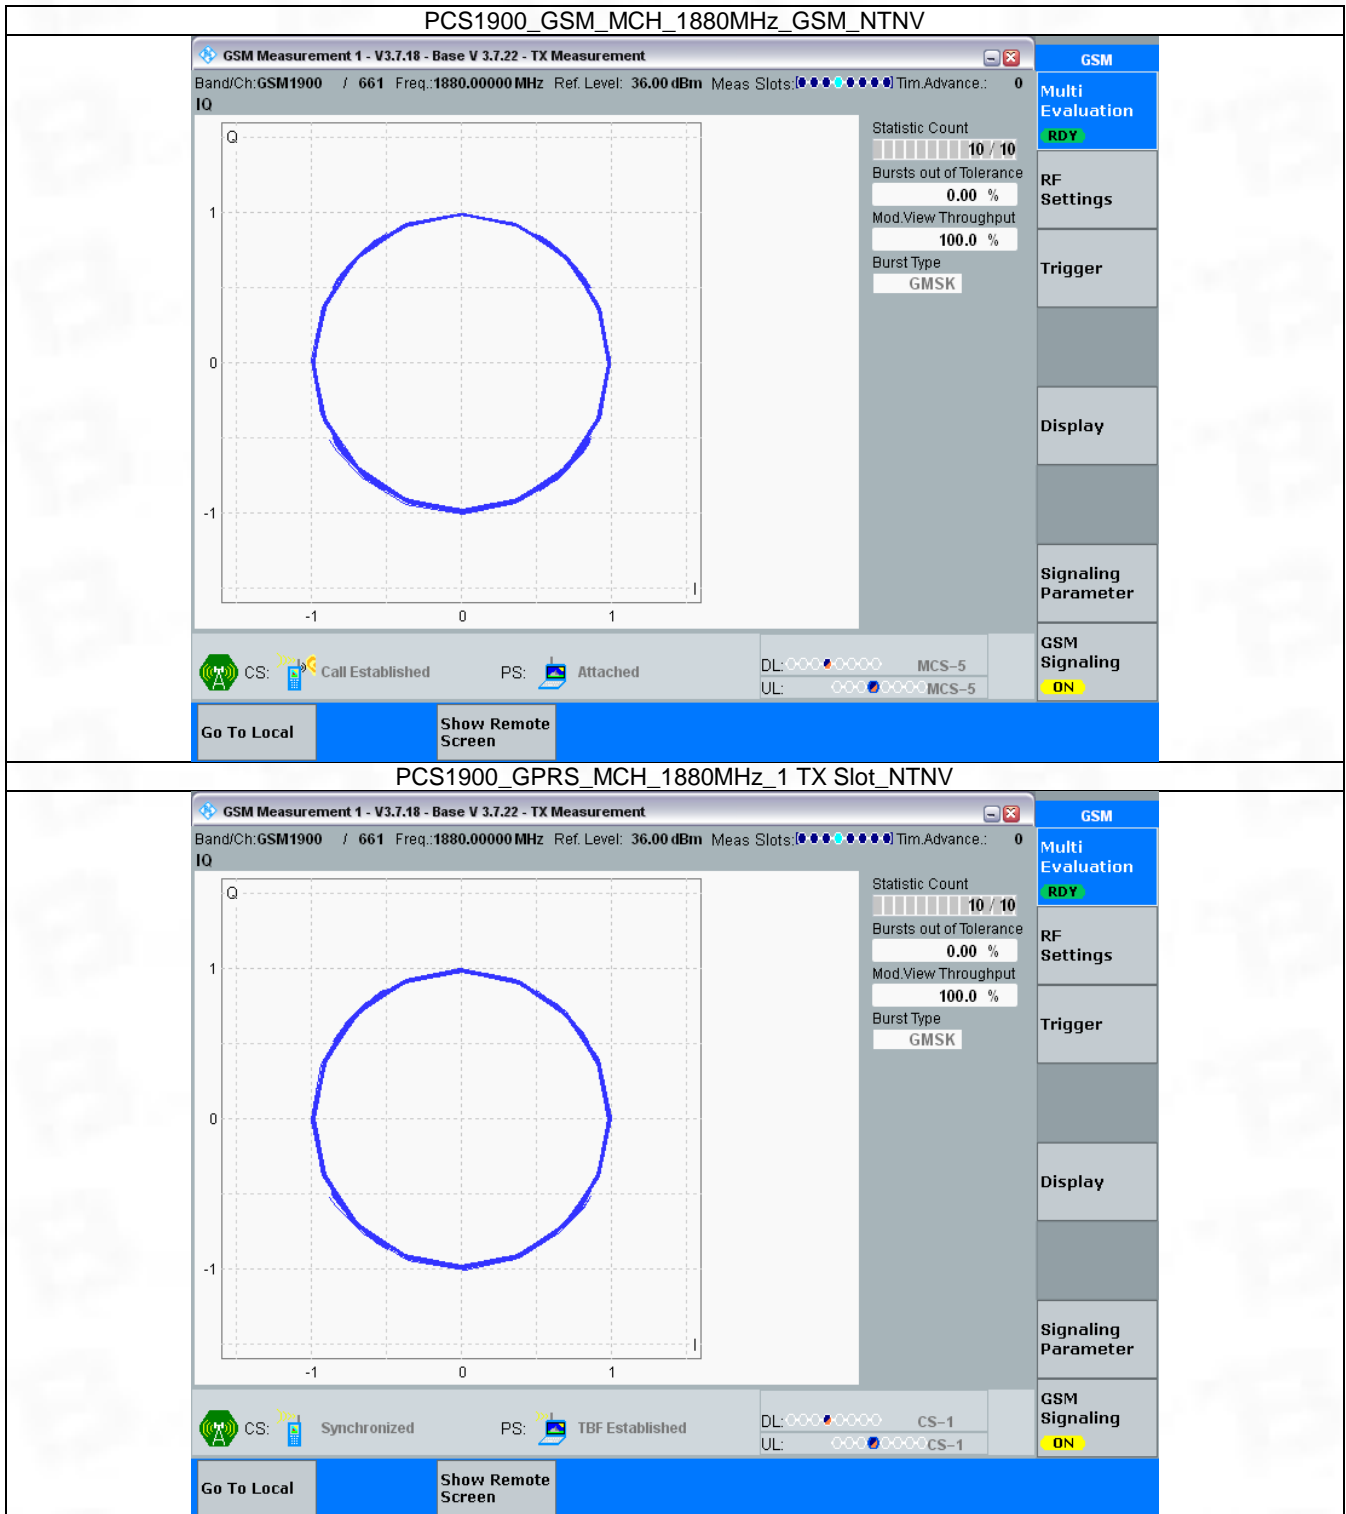 PCS1900_GSM_MCH_1880MHz_GSM_NTNV
GSM Measurement 1 - V3.7.18 - Base V 3.7.22 - TX Measurement
GSM
Band/Ch:GSM1900 / 661 Freq.:1880.00000 MHz Ref. Level: 36.00 dBm Meas Slots: Tim.Advance.: 0
IQ
Multi
Evaluation
RDY
Q
Statistic Count
10 / 10
Bursts out of Tolerance
0.00 %
Mod.View Throughput
100.0 %
Burst Type
GMSK
RF
Settings
Trigger
1
0
-1
Display
I
-1 0 1
Signaling
Parameter
CS: Call Established PS: Attached DL: MCS-5
UL: MCS-5
GSM
Signaling
ON
Go To Local
Show Remote
Screen
PCS1900_GPRS_MCH_1880MHz_1 TX Slot_NTNV
GSM Measurement 1 - V3.7.18 - Base V 3.7.22 - TX Measurement
GSM
Band/Ch:GSM1900 / 661 Freq.:1880.00000 MHz Ref. Level: 36.00 dBm Meas Slots: Tim.Advance.: 0
IQ
Multi
Evaluation
RDY
Q
Statistic Count
10 / 10
Bursts out of Tolerance
0.00 %
Mod.View Throughput
100.0 %
Burst Type
GMSK
RF
Settings
Trigger
1
0
-1
Display
I
-1 0 1
Signaling
Parameter
CS: Synchronized PS: TBF Established DL: CS-1
UL: CS-1
GSM
Signaling
ON
Go To Local
Show Remote
Screen